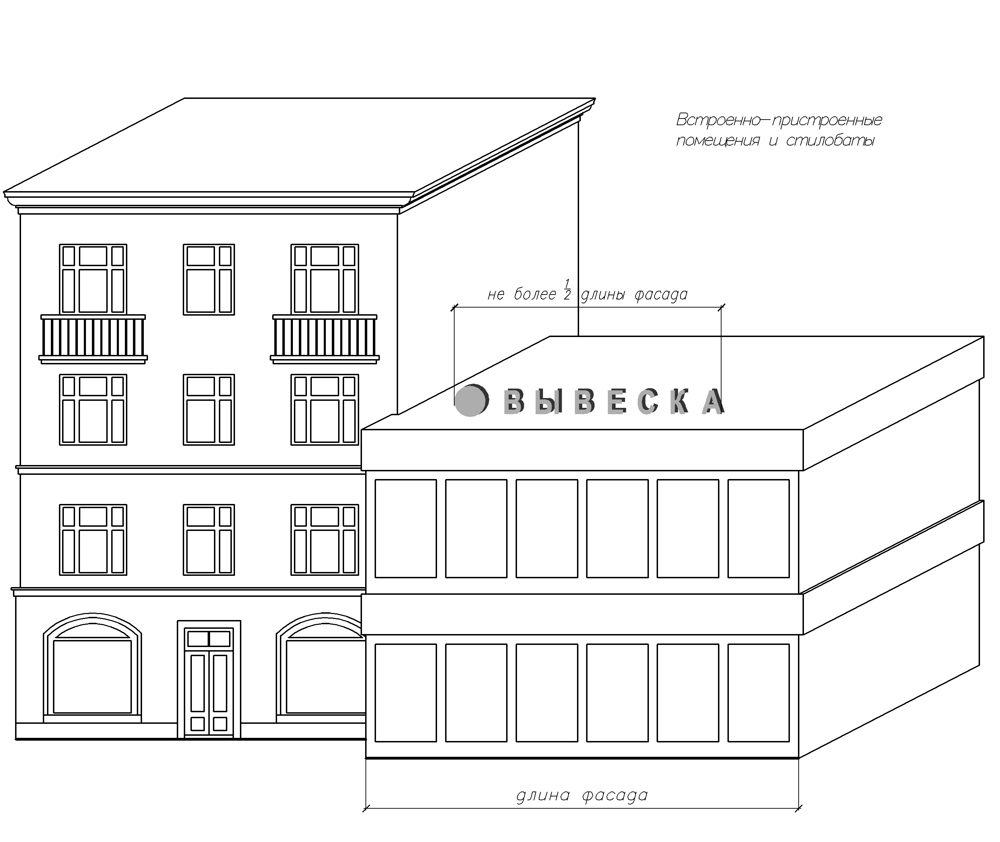 Встроенно-пристроенные
помещения и стилобаты
не более 1/2 длины фасада
ВЫВЕСКА
длина фасада